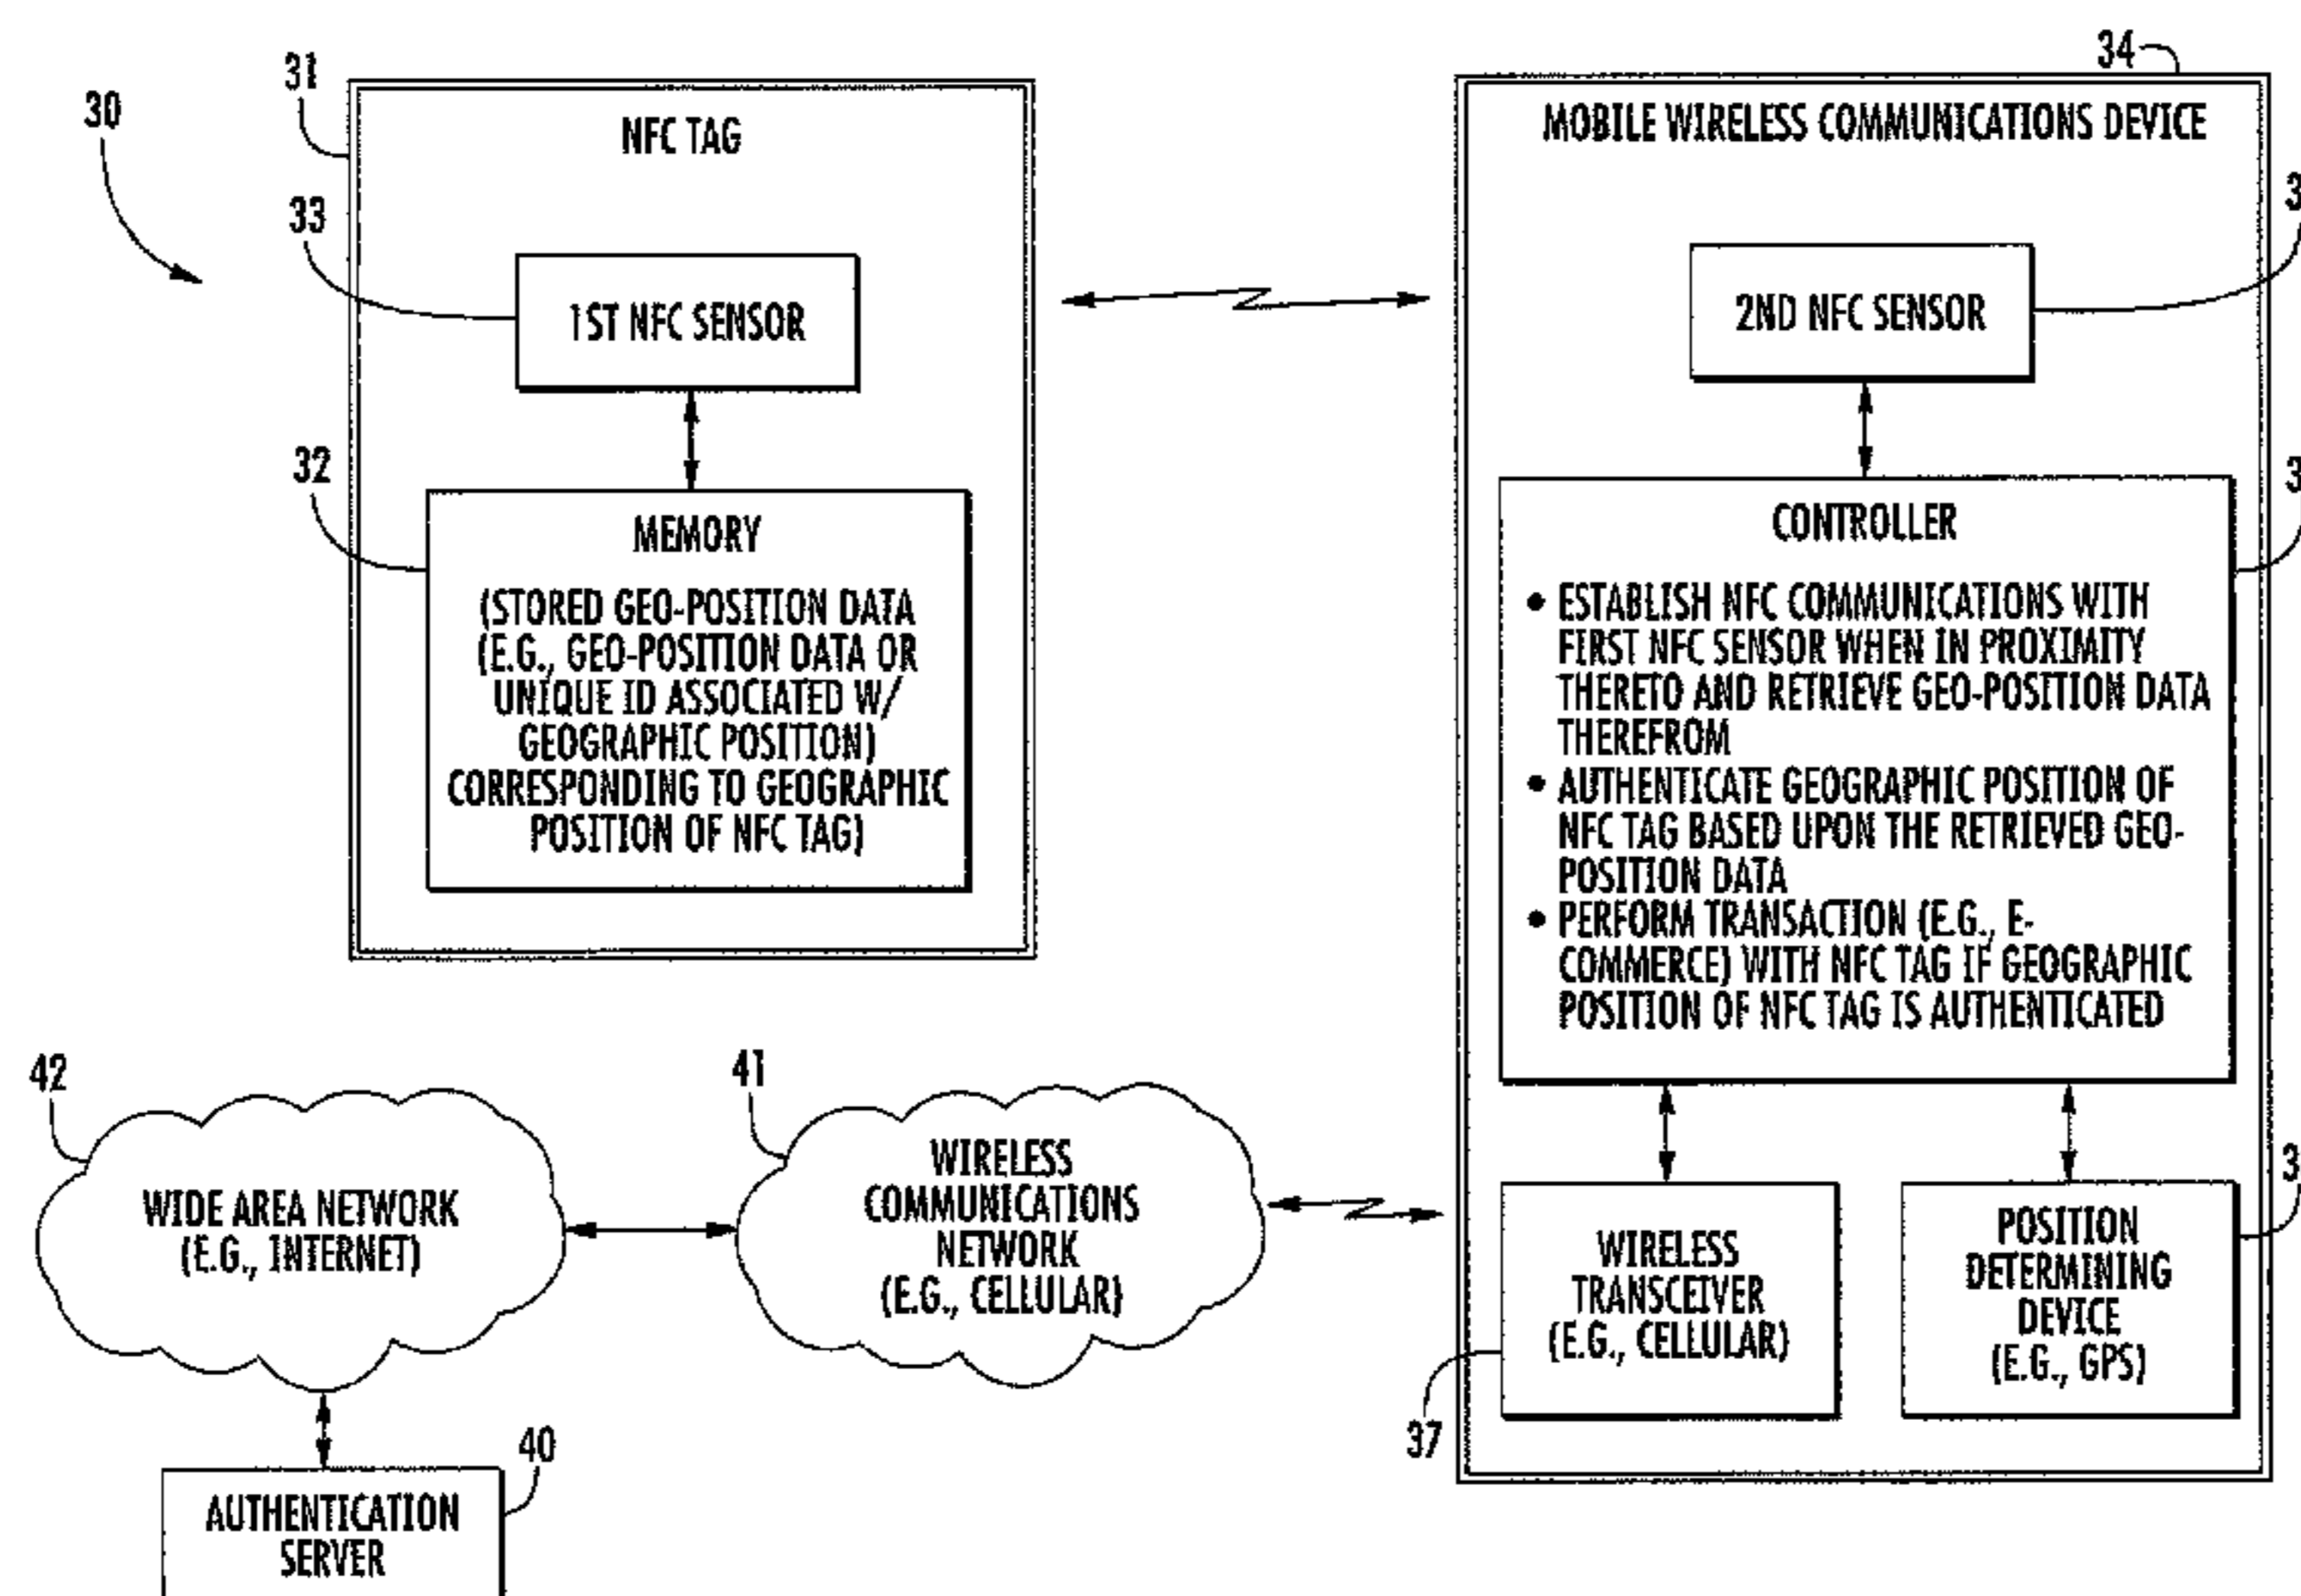 30
31
NFC TAG
33
1ST NFC SENSOR
32
MEMORY
(STORED GEO-POSITION DATA
(E.G., GEO-POSITION DATA OR
UNIQUE ID ASSOCIATED W/
GEOGRAPHIC POSITION)
CORRESPONDING TO GEOGRAPHIC
POSITION OF NFC TAG)
34
MOBILE WIRELESS COMMUNICATIONS DEVICE
2ND NFC SENSOR
CONTROLLER
• ESTABLISH NFC COMMUNICATIONS WITH
FIRST NFC SENSOR WHEN IN PROXIMITY
THERETO AND RETRIEVE GEO-POSITION DATA
THEREFROM
• AUTHENTICATE GEOGRAPHIC POSITION OF
NFC TAG BASED UPON THE RETRIEVED GEO-
POSITION DATA
• PERFORM TRANSACTION (E.G., E-
COMMERCE) WITH NFC TAG IF GEOGRAPHIC
POSITION OF NFC TAG IS AUTHENTICATED
WIRELESS
TRANSCEIVER
(E.G., CELLULAR)
37
POSITION
DETERMINING
DEVICE
(E.G., GPS)
42
WIDE AREA NETWORK
(E.G., INTERNET)
41
WIRELESS
COMMUNICATIONS
NETWORK
(E.G., CELLULAR)
40
AUTHENTICATION
SERVER